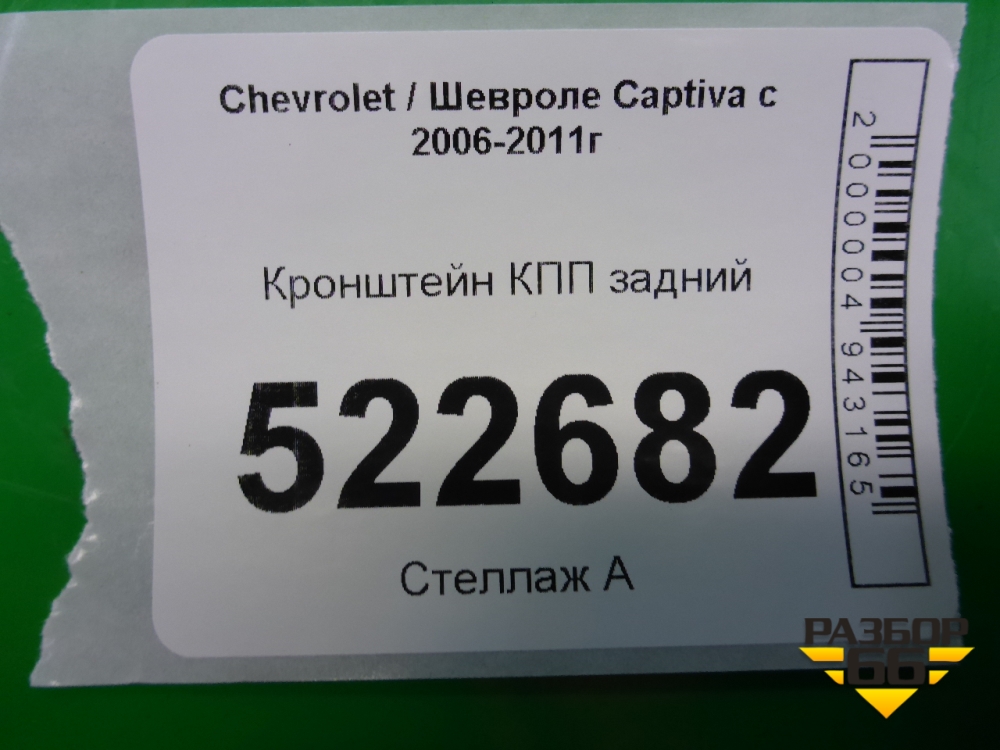 Chevrolet / Шевроле Captiva с
2006-2011г
Кронштейн КПП задний
522682
Стеллаж А
2000004943165
РАЗБОР
66